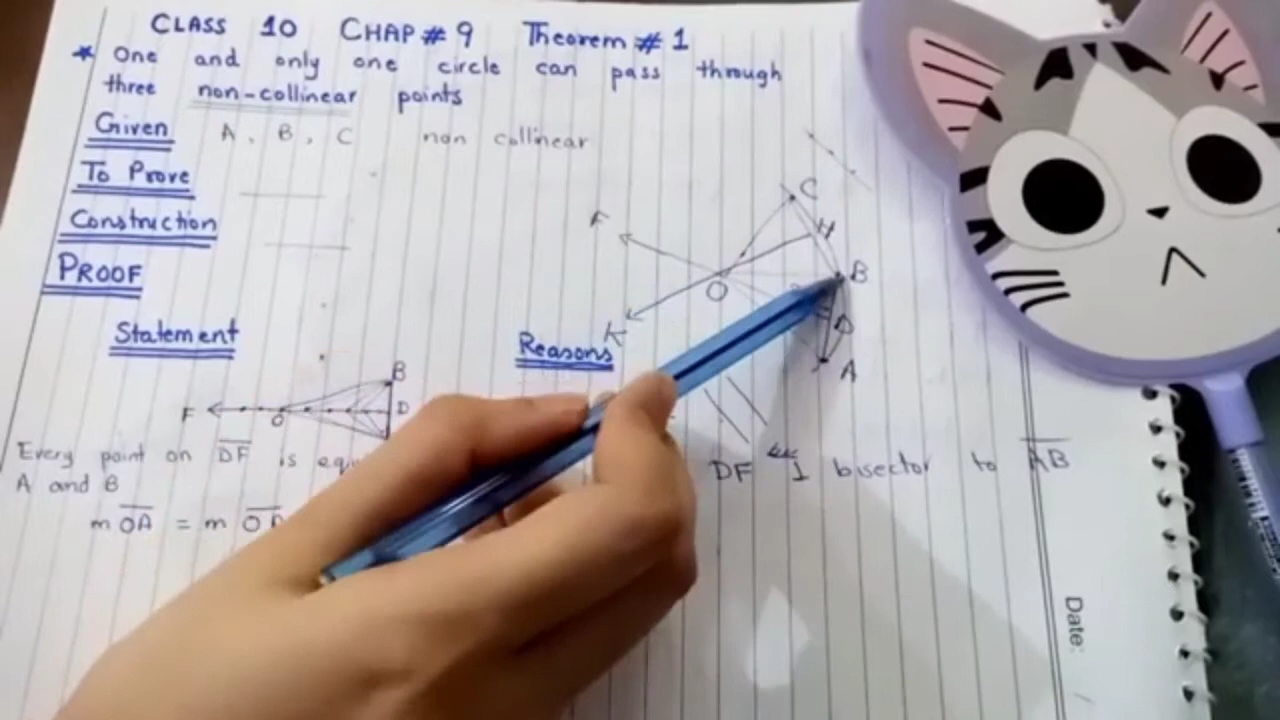 CLASS 10 CHAP # 9 Theorem # 1
* One and only one circle can pass through
three non-collinear points
Given A, B, C non collinear
To Prove
Construction
PROOF
C
F
H
B
O
K
D
A
Statement
Reasons
B
F O D
Every point on DF is
DF ⊥ bisector to AB
A and B
m OA = m
Date: